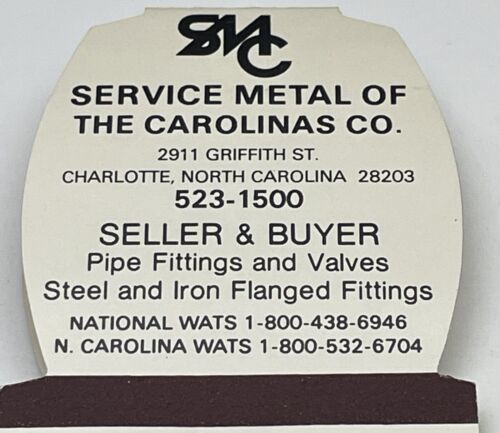 SMC
SERVICE METAL OF
THE CAROLINAS CO.
2911 GRIFFITH ST.
CHARLOTTE, NORTH CAROLINA 28203
523-1500
SELLER & BUYER
Pipe Fittings and Valves
Steel and Iron Flanged Fittings
NATIONAL WATS 1-800-438-6946
N. CAROLINA WATS 1-800-532-6704